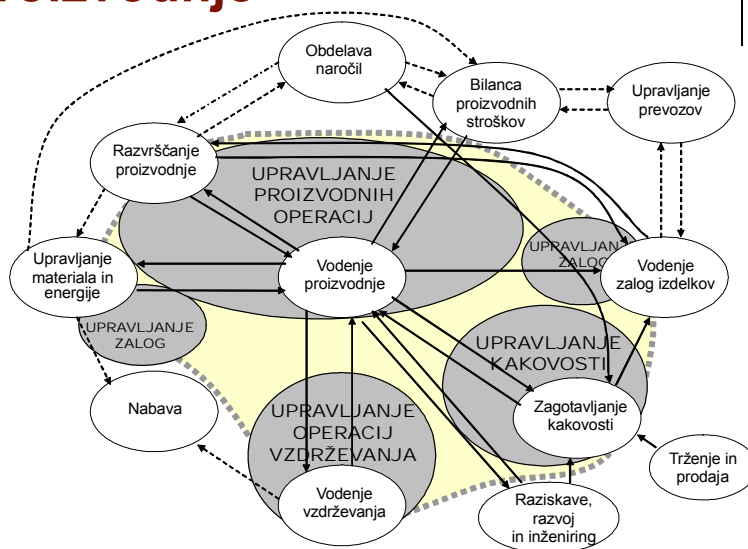 Obdelava
naročil
Bilanca
proizvodnih
stroškov
Upravljanje
prevozov
Razvrščanje
proizvodnje
UPRAVLJANJE
PROIZVODNIH
OPERACIJ
Upravljanje
materiala in
energije
Vodenje
proizvodnje
UPRAVLJAN
ZALOG
Vodenje
zalog izdelkov
UPRAVLJANJE
ZALOG
UPRAVLJANJE
KAKOVOSTI
Nabava
UPRAVLJANJE
OPERACIJ
VZDRŽEVANJA
Zagotavljanje
kakovosti
Trženje in
prodaja
Vodenje
vzdrževanja
Raziskave,
razvoj
in inženiring